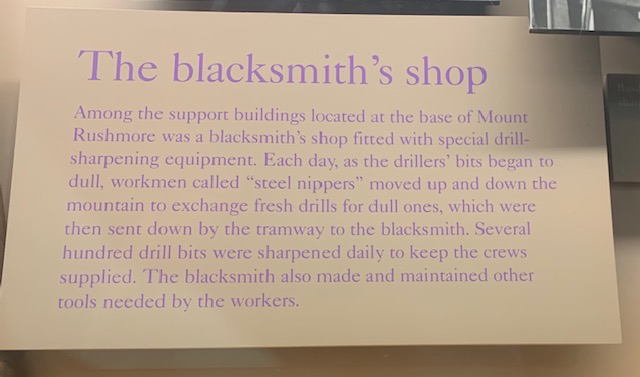 The blacksmith's shop
Among the support buildings located at the base of Mount
Rushmore was a blacksmith's shop fitted with special drill-
sharpening equipment. Each day, as the drillers' bits began to
dull, workmen called “steel nippers” moved up and down the
mountain to exchange fresh drills for dull ones, which were
then sent down by the tramway to the blacksmith. Several
hundred drill bits were sharpened daily to keep the crews
supplied. The blacksmith also made and maintained other
tools needed by the workers.